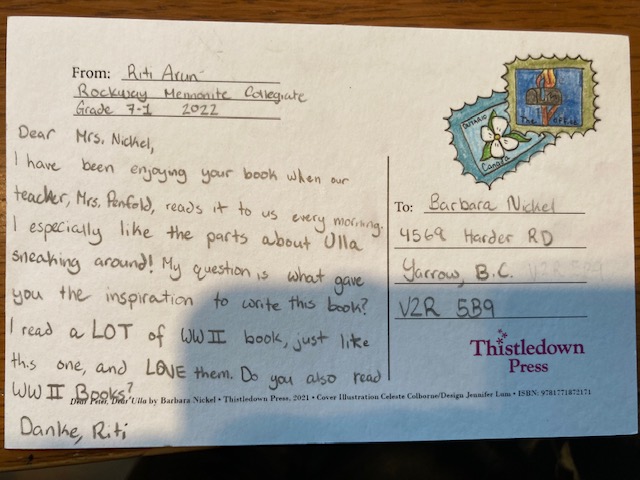 From: Riti Arun
Rockway Mennonite Collegiate
Grade 7-1 2022
Dear Mrs. Nickel,
I have been enjoying your book when our
teacher, Mrs. Penfold, reads it to us every morning.
I especially like the parts about Ulla
sneaking around! My question is what gave
you the inspiration to write this book?
I read a LOT of WWII book, just like
this one, and LOVE them. Do you also read
WWII Books?
Danke, Riti
ONTARIO
Canada
To: Barbara Nickel
4569 Harder RD
Yarrow, B.C. V2R 5B9
V2R 5B9
Thistledown
Press
Dear Peter, Dear Ulla by Barbara Nickel • Thistledown Press, 2021 • Cover Illustration Celeste Colborne/Design Jennifer Lum • ISBN: 9781771872171